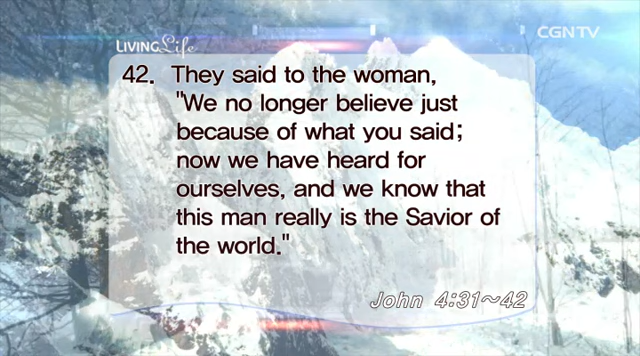 LIVING Life
CGNTV
42. They said to the woman,
"We no longer believe just
because of what you said;
now we have heard for
ourselves, and we know that
this man really is the Savior of
the world."
John 4:31~42